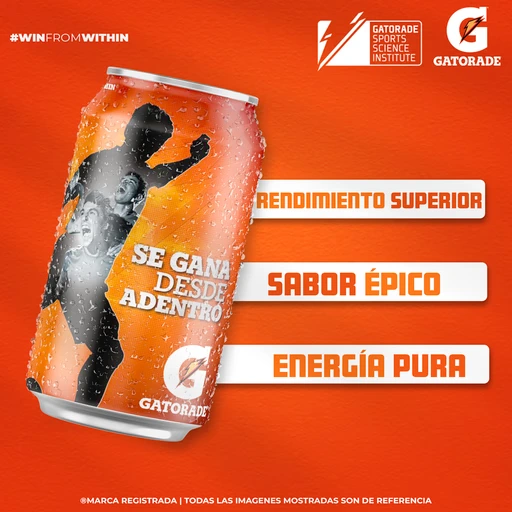 #WINFROMWITHIN
GATORADE
SPORTS
SCIENCE
INSTITUTE
G
GATORADE
RENDIMIENTO SUPERIOR
SE GANA
DESDE
ADENTRO
SABOR ÉPICO
ENERGÍA PURA
G
GATORADE
®MARCA REGISTRADA | TODAS LAS IMAGENES MOSTRADAS SON DE REFERENCIA